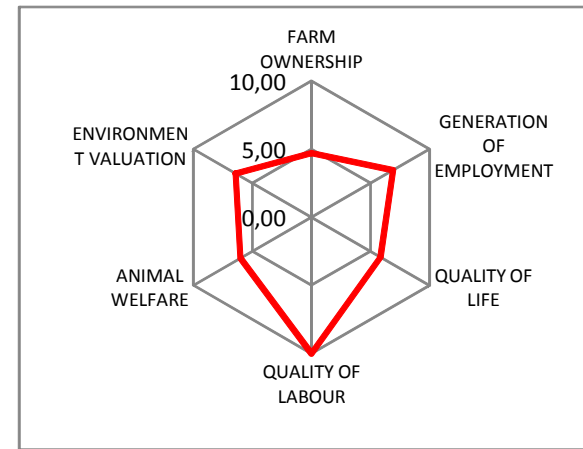 FARM
OWNERSHIP
10,00
GENERATION
OF
EMPLOYMENT
ENVIRONMEN
T VALUATION
5,00
0,00
QUALITY OF
LIFE
ANIMAL
WELFARE
QUALITY OF
LABOUR